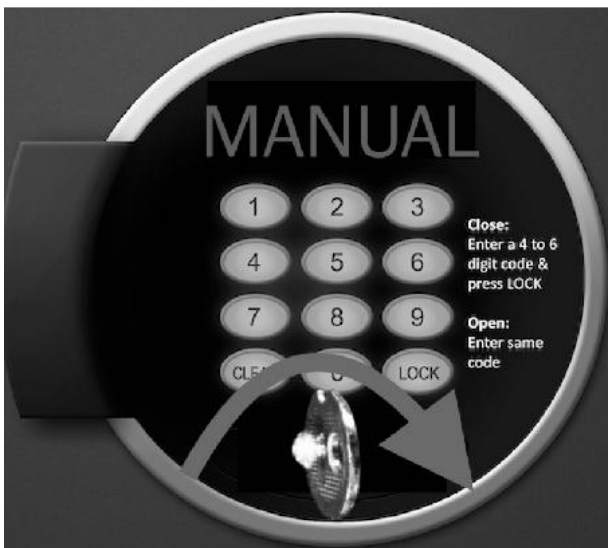 MANUAL
1 2 3
4 5 6
7 8 9
LOCK
Close:
Enter a 4 to 6
digit code &
press LOCK
Open:
Enter same
code